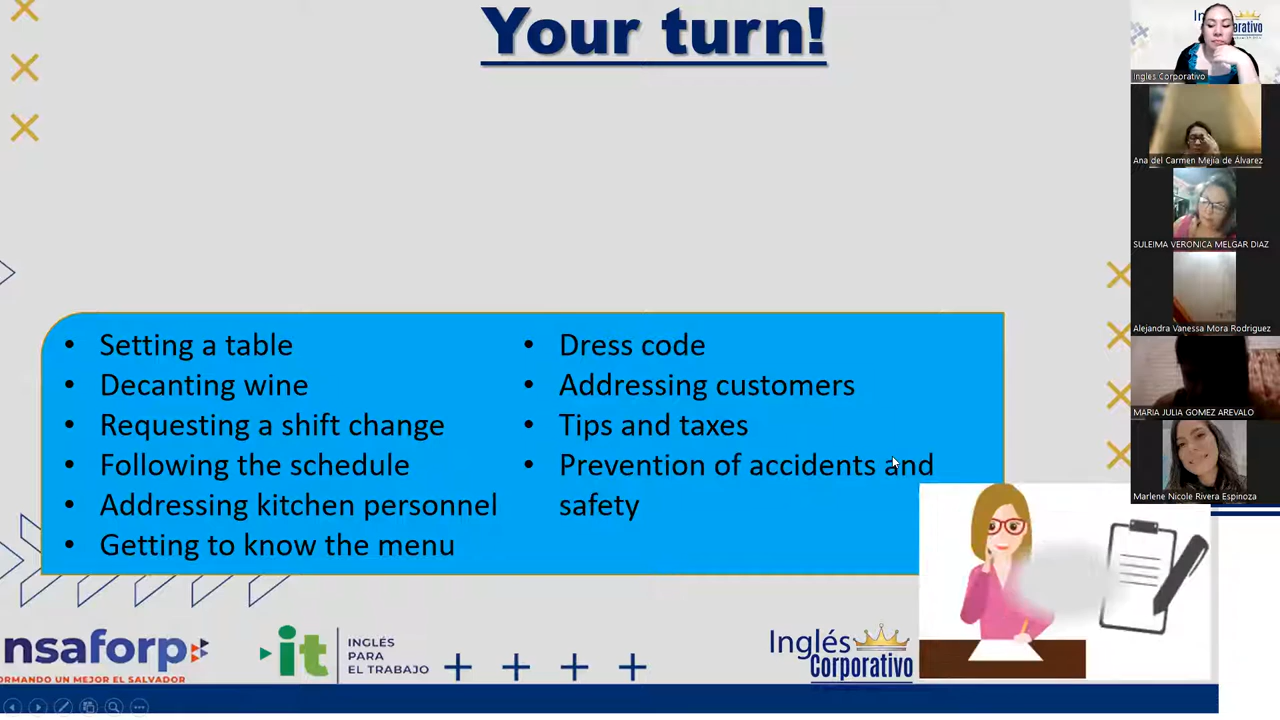 Your turn!
• Setting a table
• Decanting wine
• Requesting a shift change
• Following the schedule
• Addressing kitchen personnel
• Getting to know the menu
• Dress code
• Addressing customers
• Tips and taxes
• Prevention of accidents and
safety
nsaforp
ORMANDO UN MEJOR EL SALVADOR
it
INGLÉS
PARA
EL TRABAJO
Inglés
Corporativo
Ingles Corporativo
Ana del Carmen Mejía de Álvarez
SULEIMA VERONICA MELGAR DIAZ
Alejandra Vanessa Mora Rodriguez
MARIA JULIA GOMEZ AREVALO
Marlene Nicole Rivera Espinoza